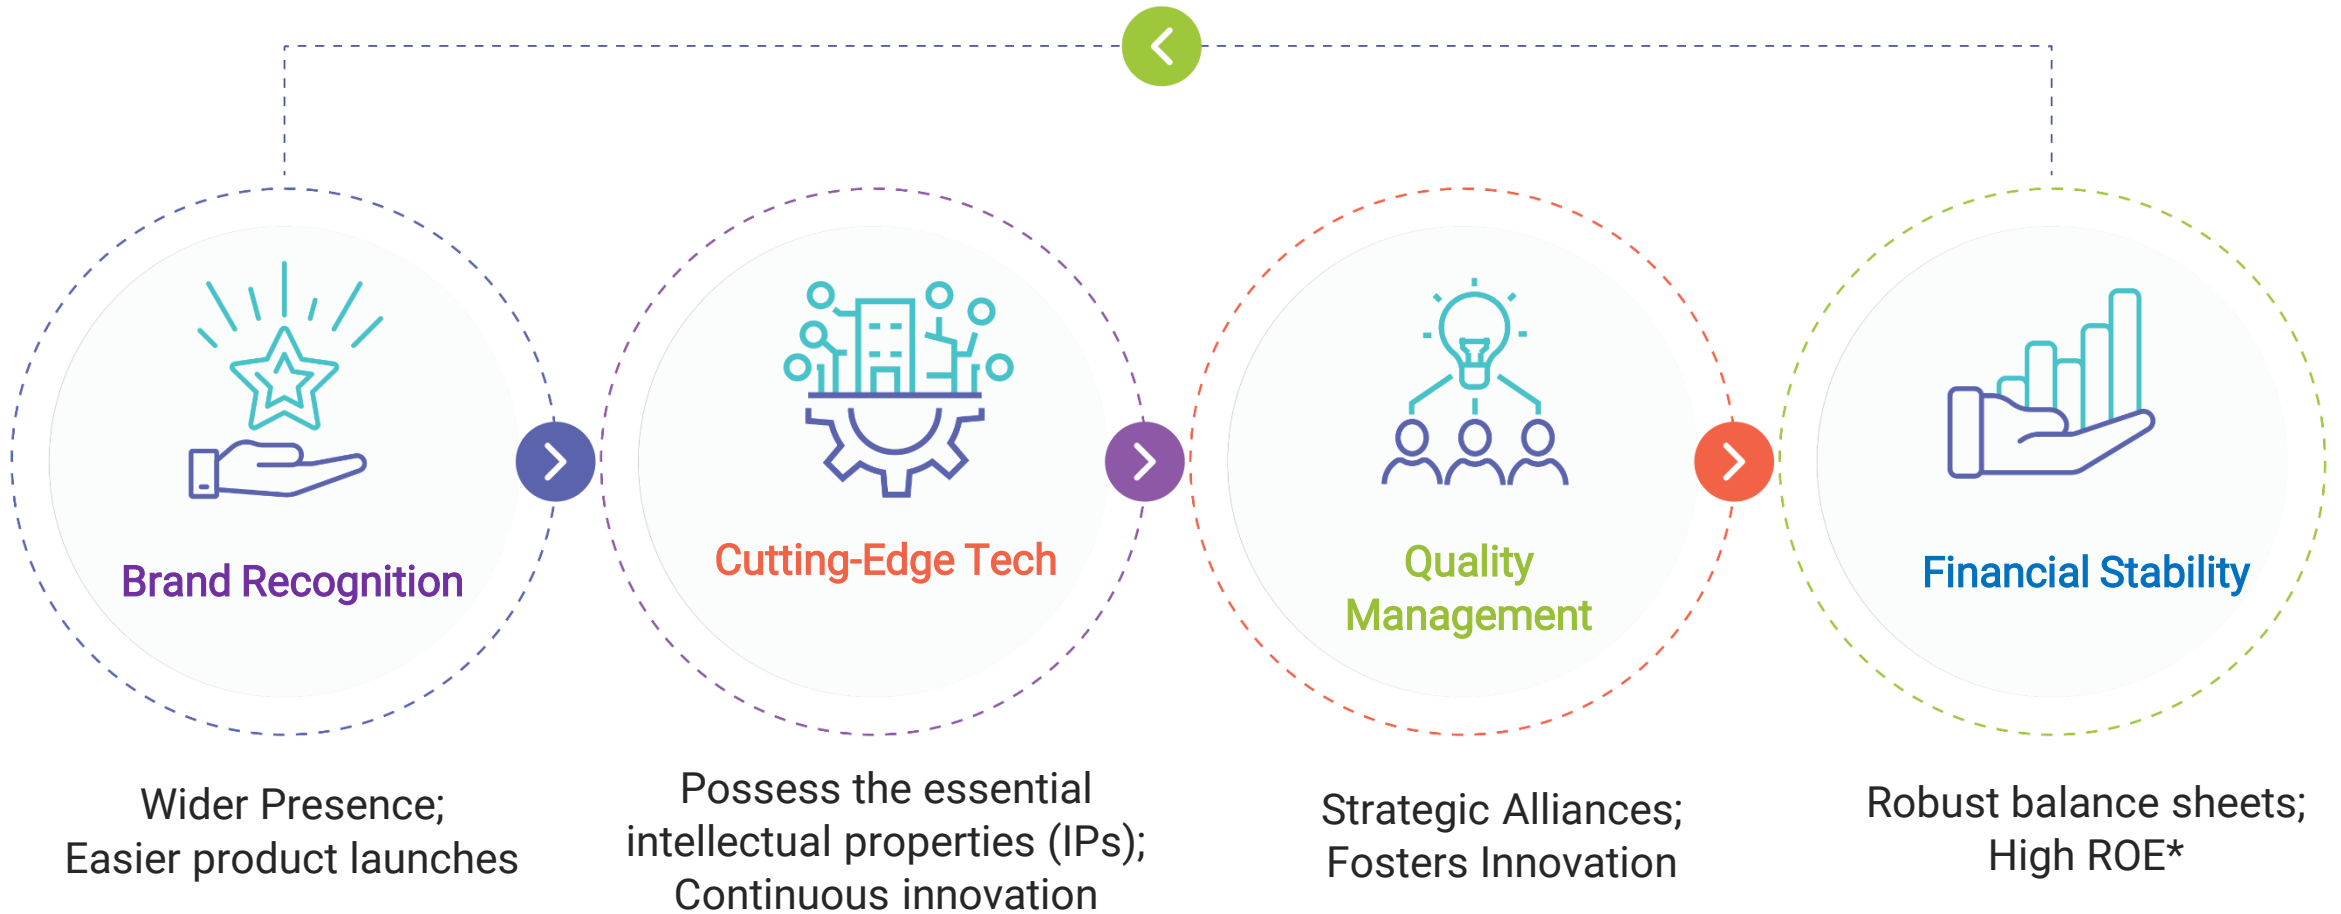 Brand Recognition
Wider Presence;
Easier product launches
Cutting-Edge Tech
Possess the essential
intellectual properties (IPs);
Continuous innovation
Quality
Management
Strategic Alliances;
Fosters Innovation
Financial Stability
Robust balance sheets;
High ROE*